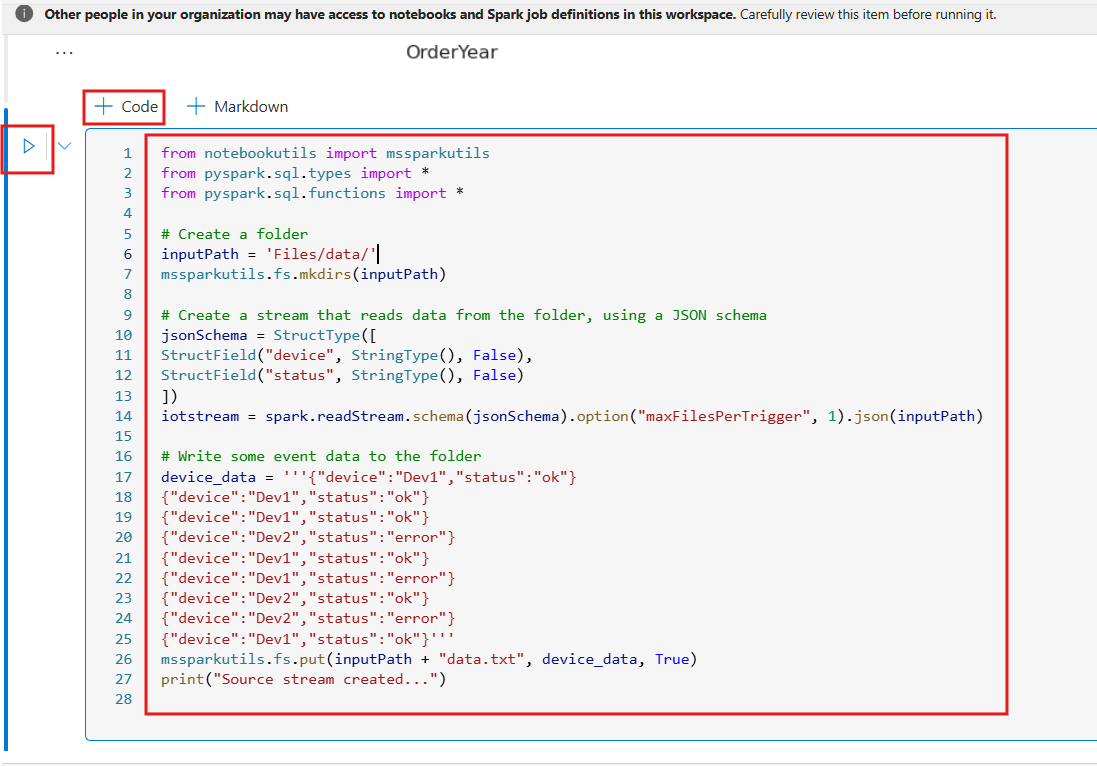 Other people in your organization may have access to notebooks and Spark job definitions in this workspace. Carefully review this item before running it.
... OrderYear
+ Code + Markdown
1 from notebookutils import mssparkutils
2 from pyspark.sql.types import *
3 from pyspark.sql.functions import *
4
5 # Create a folder
6 inputPath = 'Files/data/'
7 mssparkutils.fs.mkdirs(inputPath)
8
9 # Create a stream that reads data from the folder, using a JSON schema
10 jsonSchema = StructType([
11 StructField("device", StringType(), False),
12 StructField("status", StringType(), False)
13 ])
14 iotstream = spark.readStream.schema(jsonSchema).option("maxFilesPerTrigger", 1).json(inputPath)
15
16 # Write some event data to the folder
17 device_data = '''{"device":"Dev1","status":"ok"}
18 {"device":"Dev1","status":"ok"}
19 {"device":"Dev1","status":"ok"}
20 {"device":"Dev2","status":"error"}
21 {"device":"Dev1","status":"ok"}
22 {"device":"Dev1","status":"error"}
23 {"device":"Dev2","status":"ok"}
24 {"device":"Dev2","status":"error"}
25 {"device":"Dev1","status":"ok"}'''
26 mssparkutils.fs.put(inputPath + "data.txt", device_data, True)
27 print("Source stream created...")
28